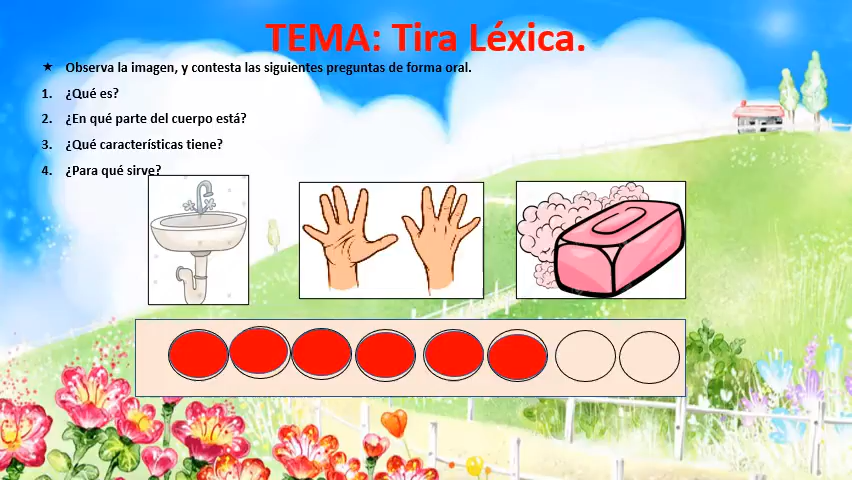 TEMA: Tira Léxica.
★ Observa la imagen, y contesta las siguientes preguntas de forma oral.
1. ¿Qué es?
2. ¿En qué parte del cuerpo está?
3. ¿Qué características tiene?
4. ¿Para qué sirve?